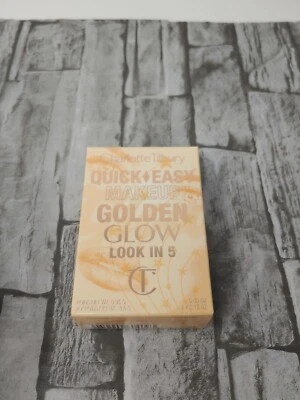 Charlotte Tilbury
QUICK+EASY
MAKEUP
GOLDEN
GLOW
LOOK IN 5
CT